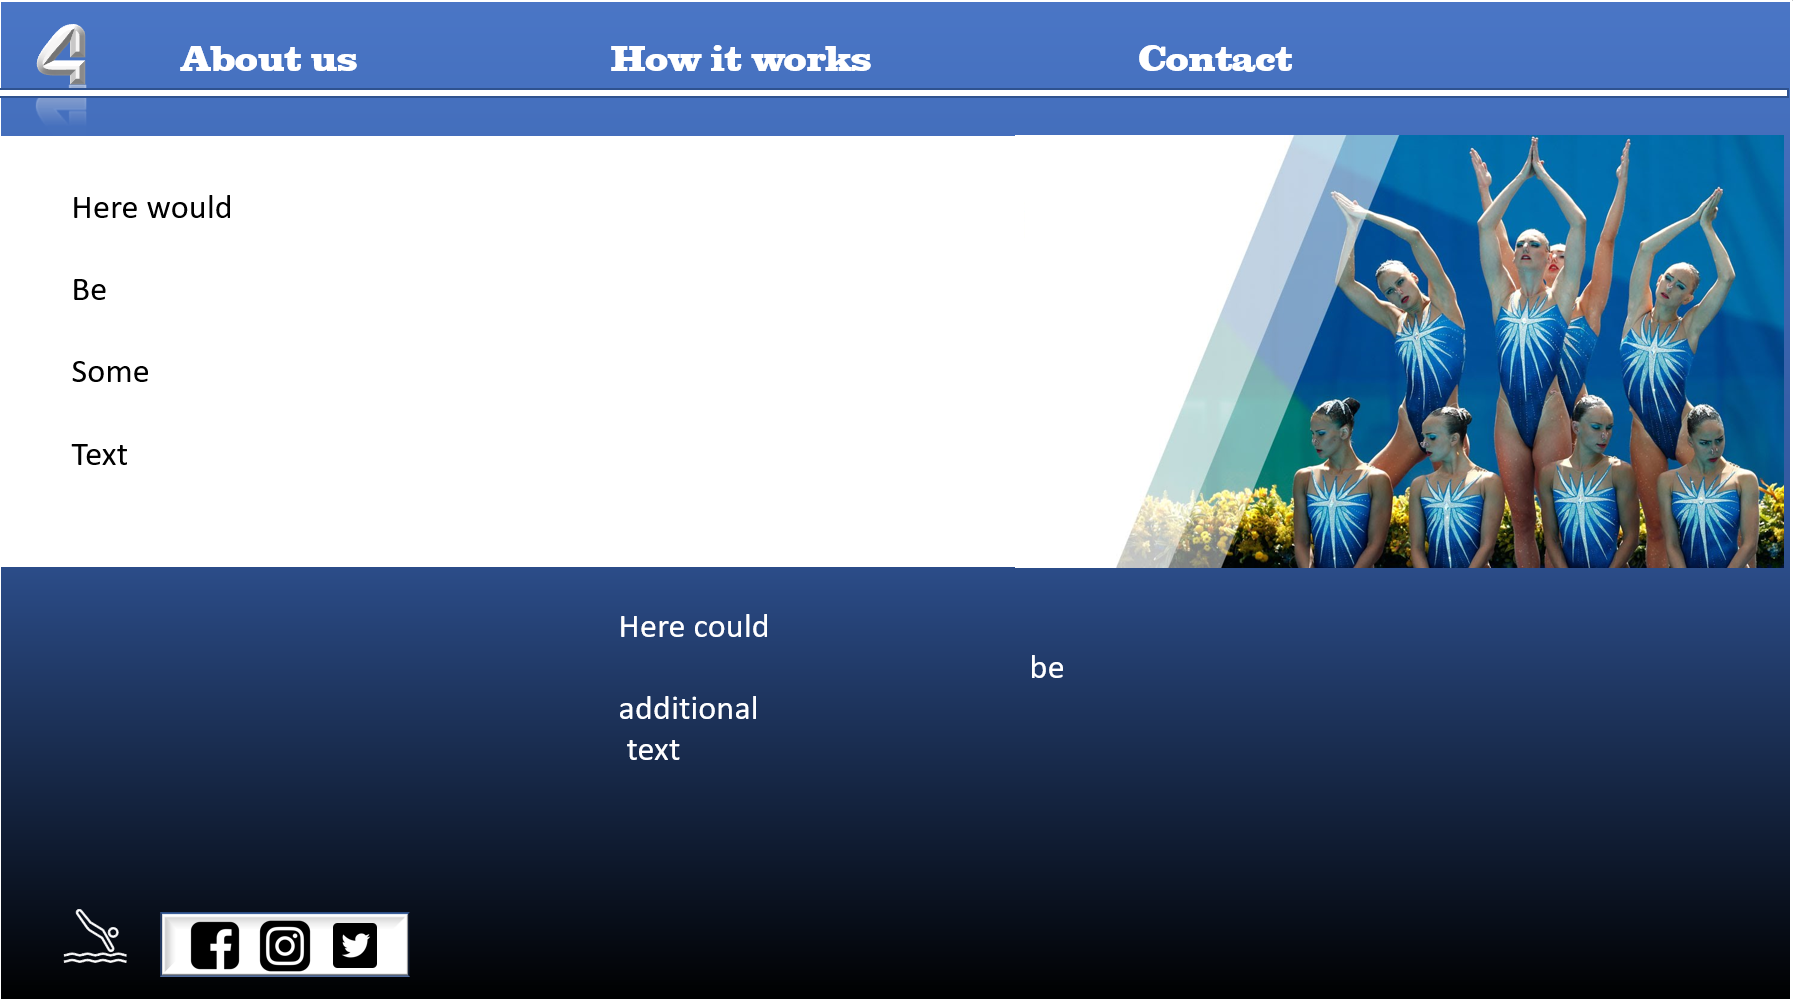 4
About us How it works Contact
Here would
Be
Some
Text
Here could
be
additional
text